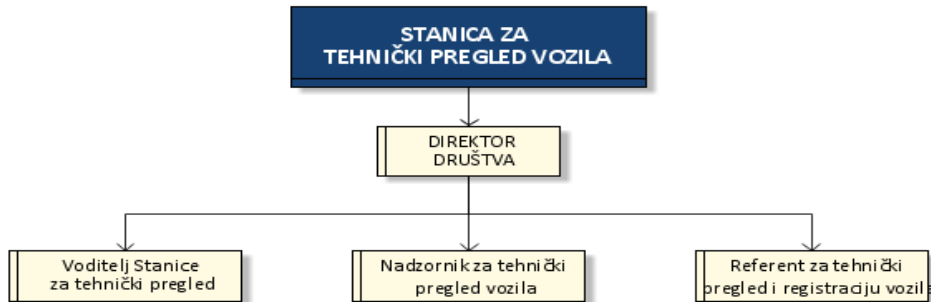 STANICA ZA
TEHNIČKI PREGLED VOZILA
DIREKTOR
DRUŠTVA
Voditelj Stanice
za tehnički pregled
Nadzornik za tehnički
pregled vozila
Referent za tehnički
pregled i registraciju vozila